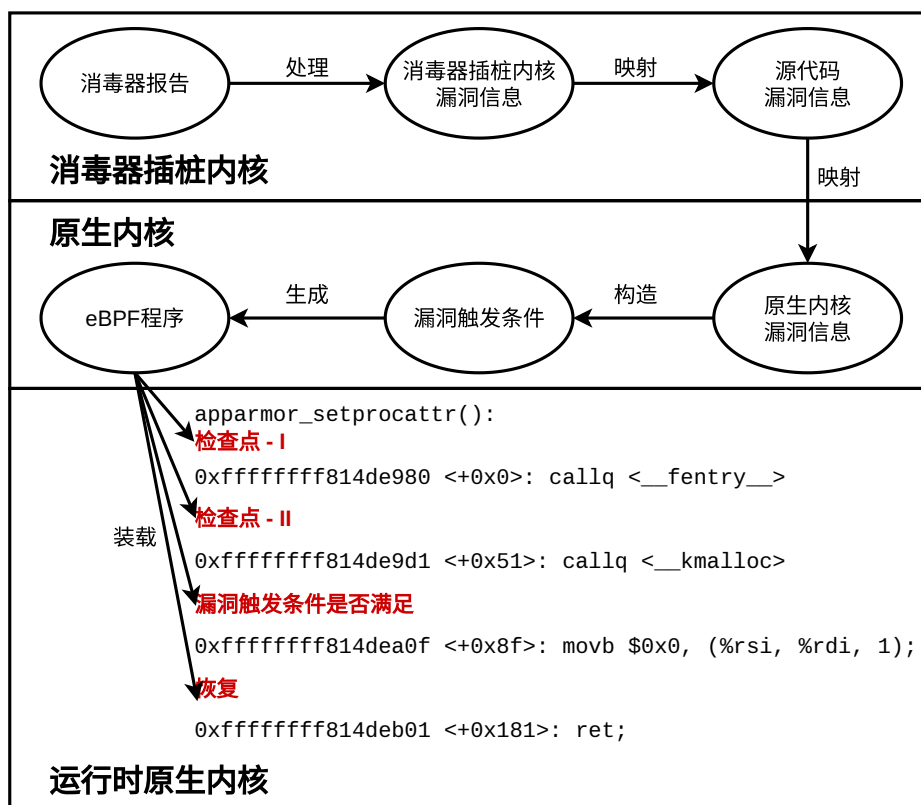 消毒器报告
处理
消毒器插桩内核
漏洞信息
映射
源代码
漏洞信息
消毒器插桩内核
映射
原生内核
eBPF程序
生成
漏洞触发条件
构造
原生内核
漏洞信息
apparmor_setprocattr():
检查点 - I
0xffffffff814de980 <+0x0>: callq <__fentry__>
检查点 - II
装载
0xffffffff814de9d1 <+0x51>: callq <__kmalloc>
漏洞触发条件是否满足
0xffffffff814dea0f <+0x8f>: movb $0x0, (%rsi, %rdi, 1);
恢复
0xffffffff814deb01 <+0x181>: ret;
运行时原生内核